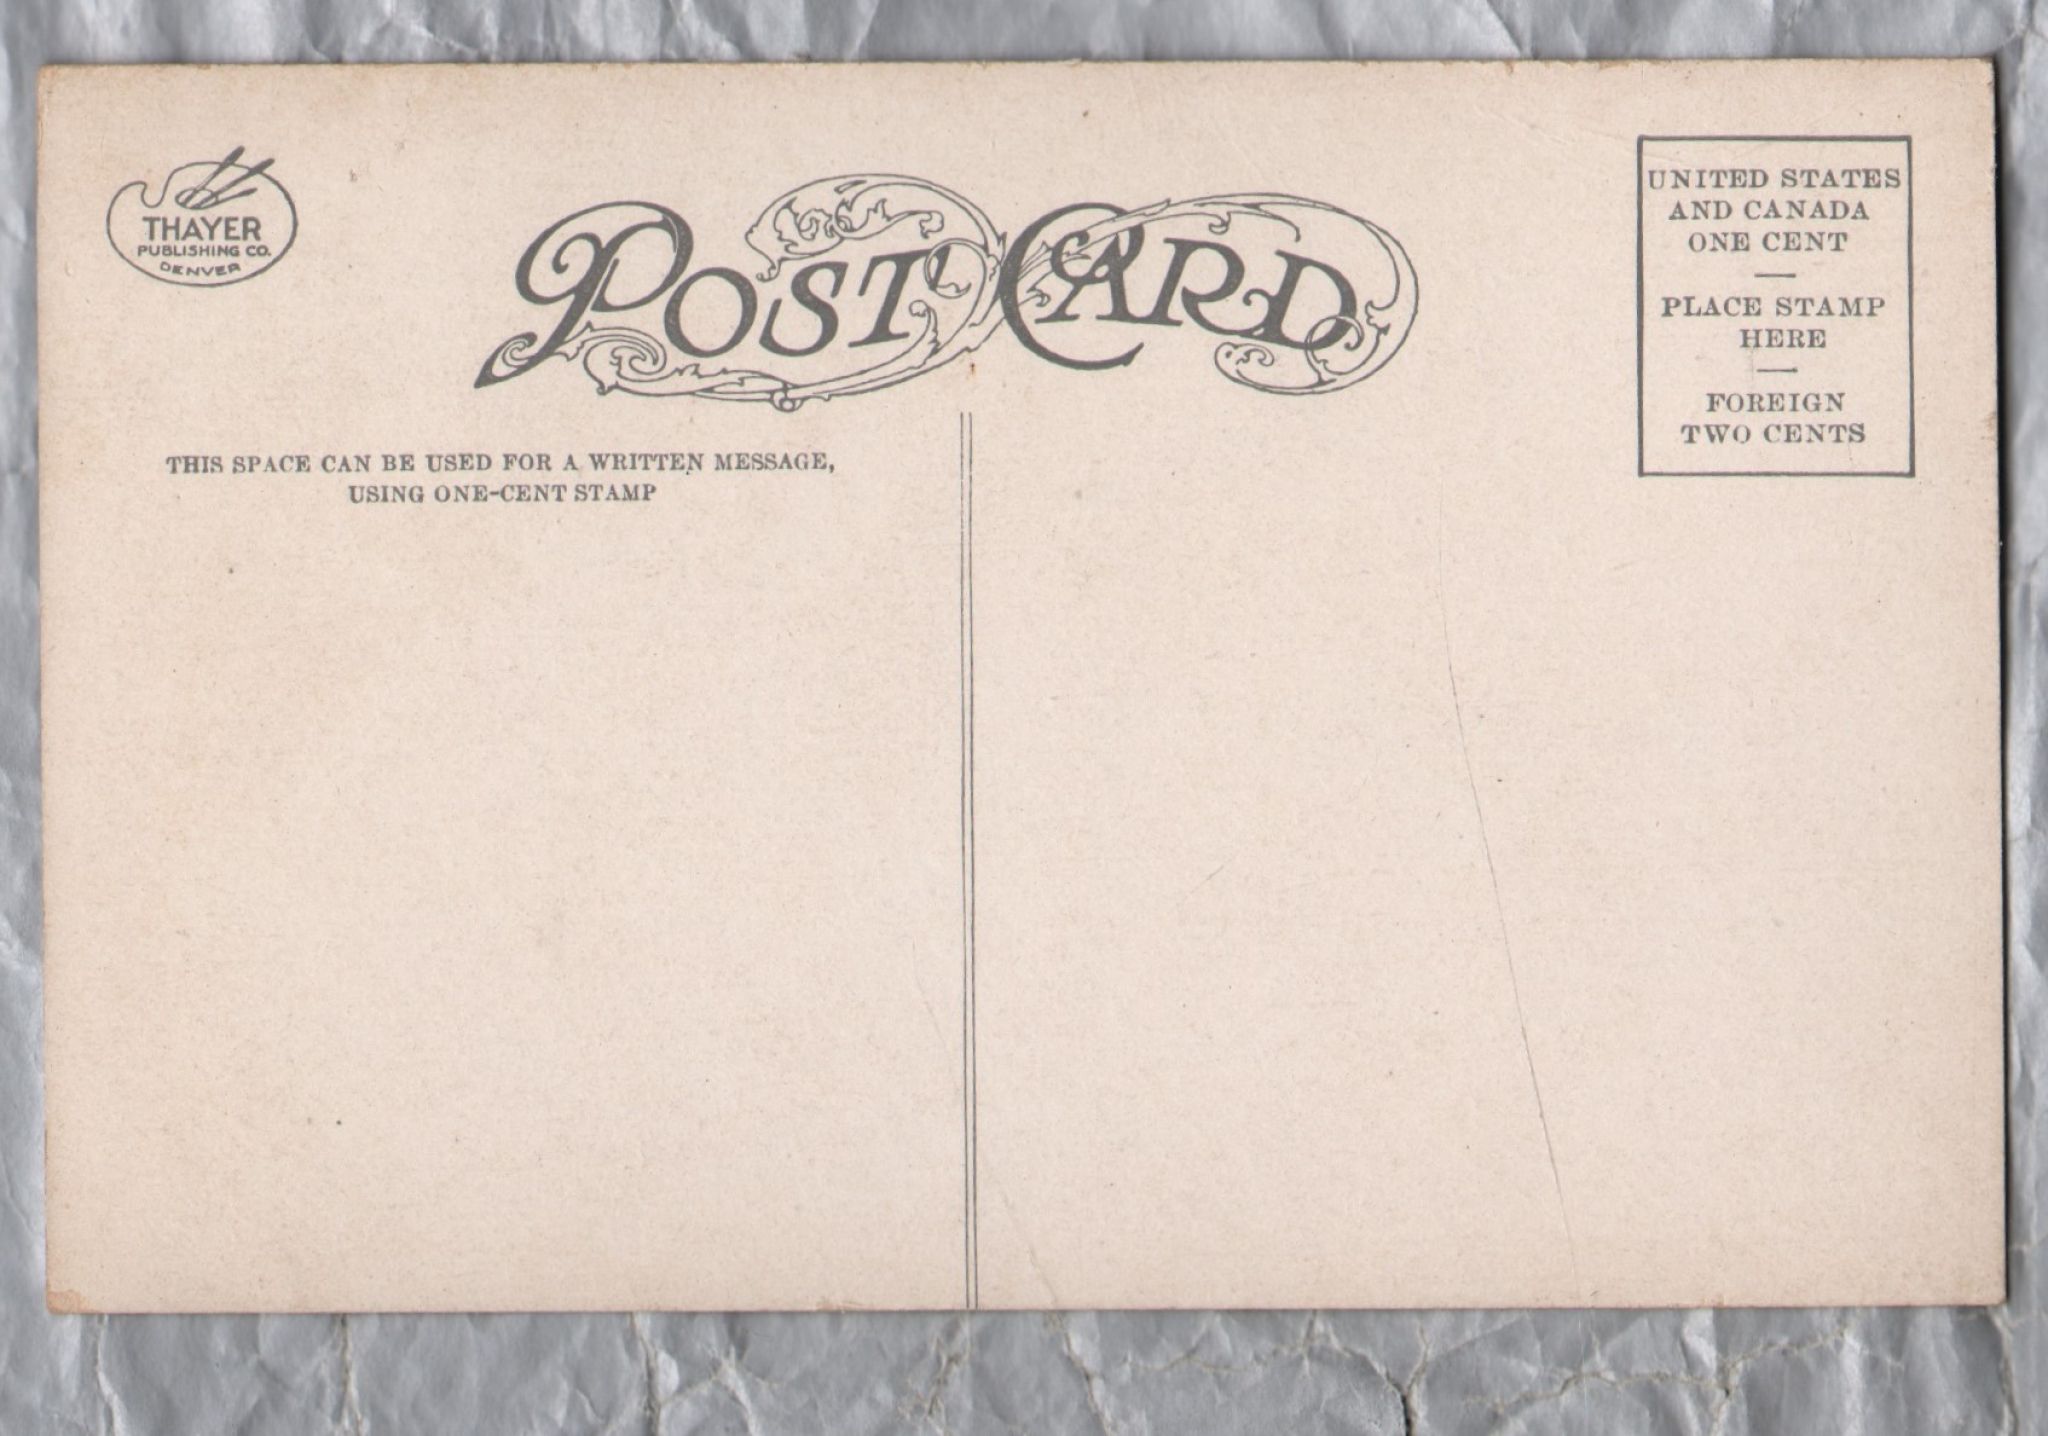 THAYER
PUBLISHING CO.
DENVER
POST CARD
UNITED STATES
AND CANADA
ONE CENT
PLACE STAMP
HERE
FOREIGN
TWO CENTS
THIS SPACE CAN BE USED FOR A WRITTEN MESSAGE,
USING ONE-CENT STAMP